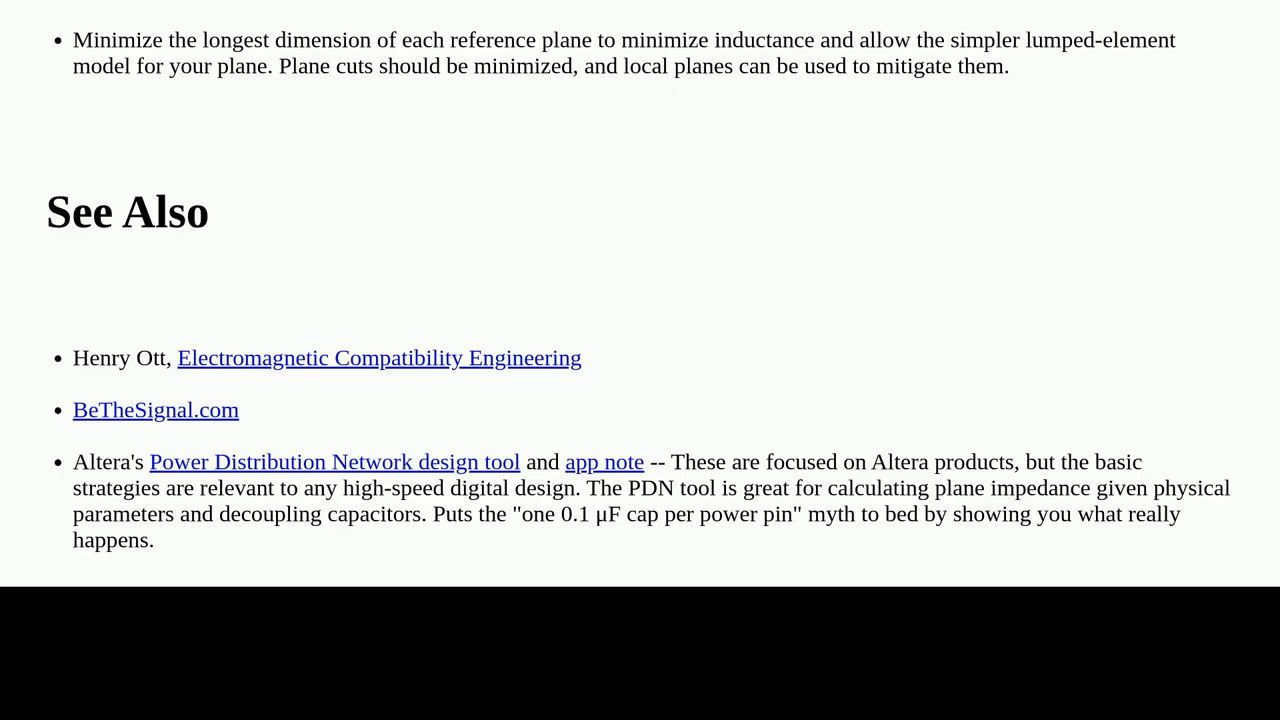 Minimize the longest dimension of each reference plane to minimize inductance and allow the simpler lumped-element
model for your plane. Plane cuts should be minimized, and local planes can be used to mitigate them.
See Also
Henry Ott, Electromagnetic Compatibility Engineering
BeTheSignal.com
Altera's Power Distribution Network design tool and app note -- These are focused on Altera products, but the basic
strategies are relevant to any high-speed digital design. The PDN tool is great for calculating plane impedance given physical
parameters and decoupling capacitors. Puts the "one 0.1 μF cap per power pin" myth to bed by showing you what really
happens.